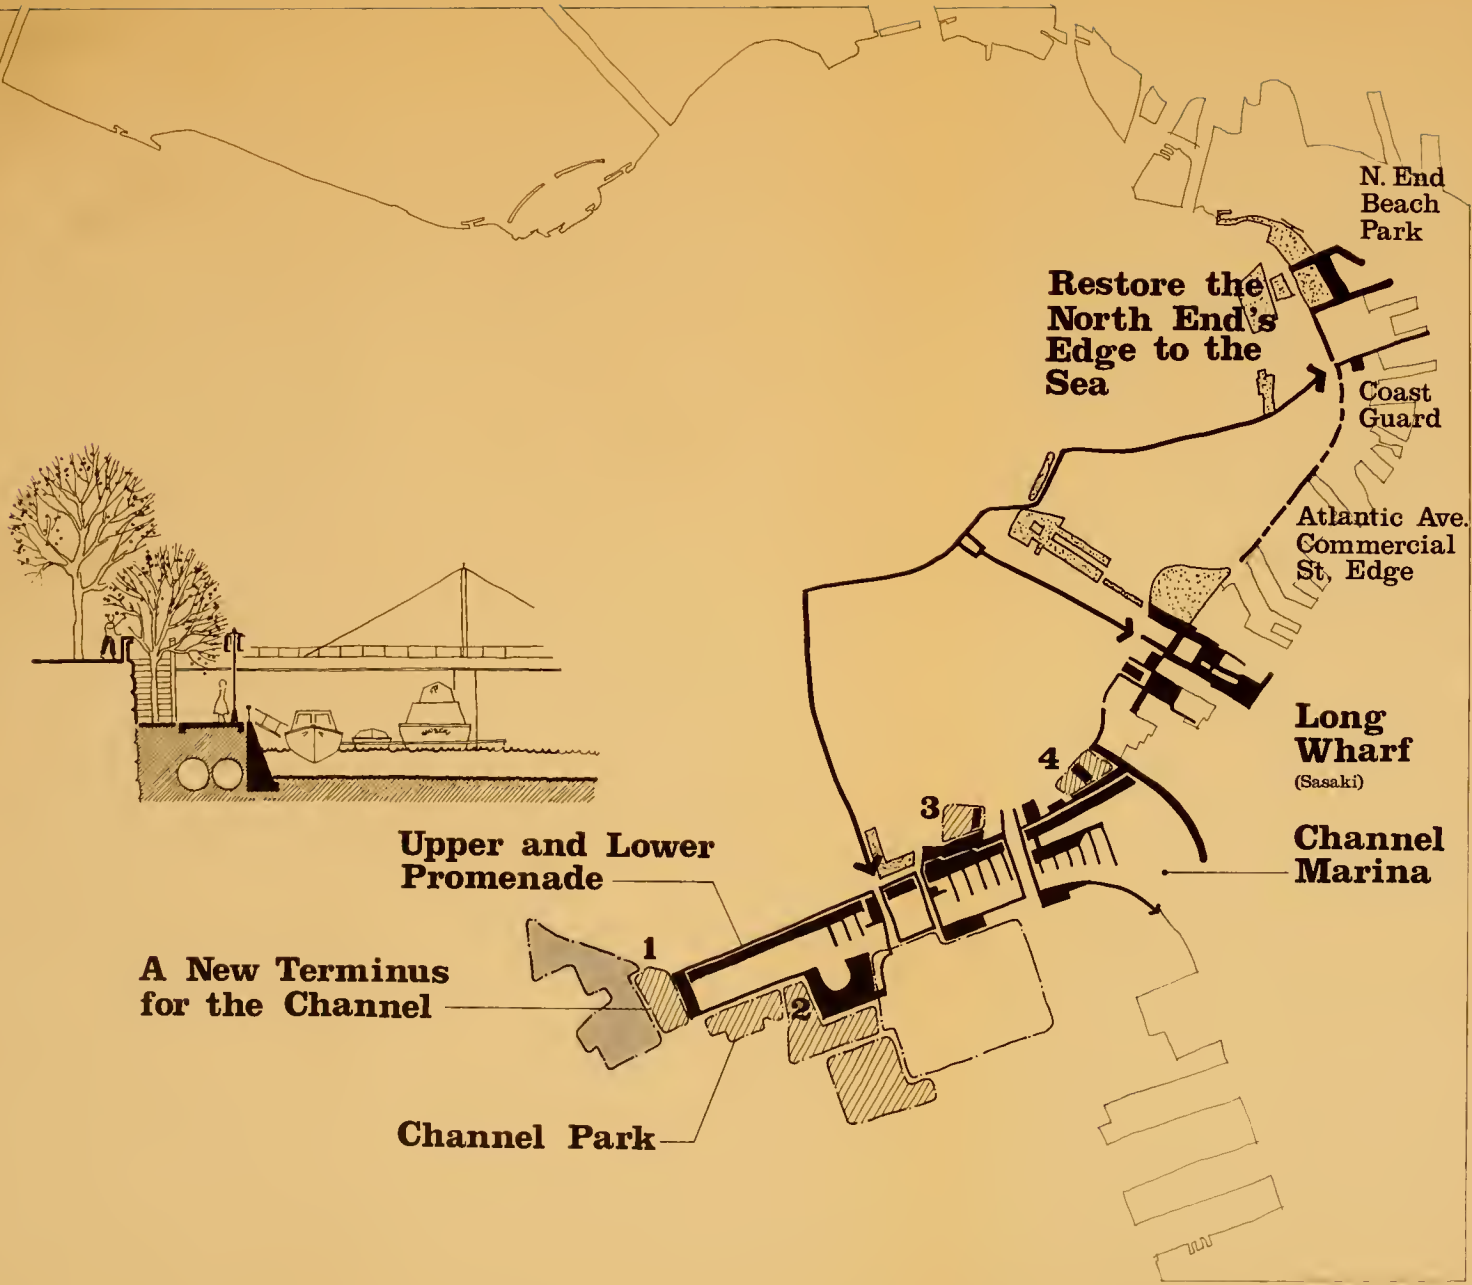 N. End
Beach
Park
Restore the
North End's
Edge to the
Sea
Coast
Guard
Atlantic Ave.
Commercial
St, Edge
Long
Wharf
(Sasaki)
4
3
Channel
Marina
Upper and Lower
Promenade
1
A New Terminus
for the Channel
2
Channel Park